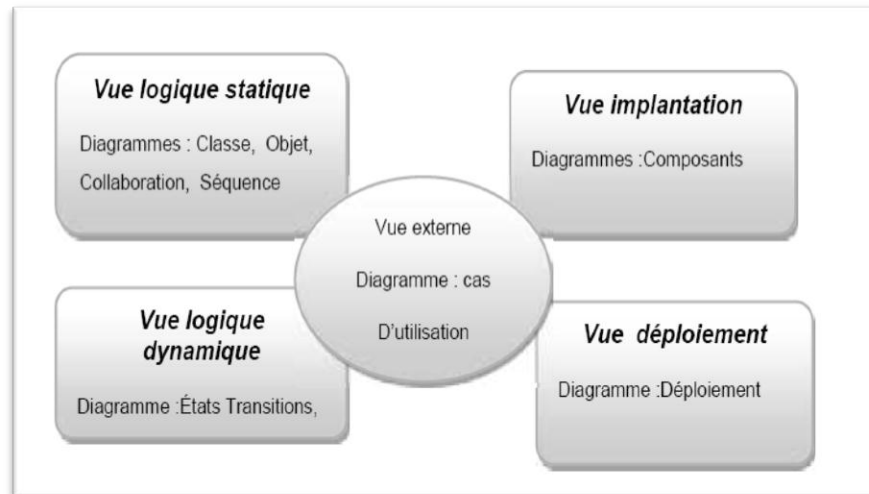 Vue logique statique
Diagrammes : Classe, Objet,
Collaboration, Séquence
Vue implantation
Diagrammes :Composants
Vue externe
Diagramme : cas
D'utilisation
Vue logique
dynamique
Diagramme :États Transitions,
Vue déploiement
Diagramme :Déploiement